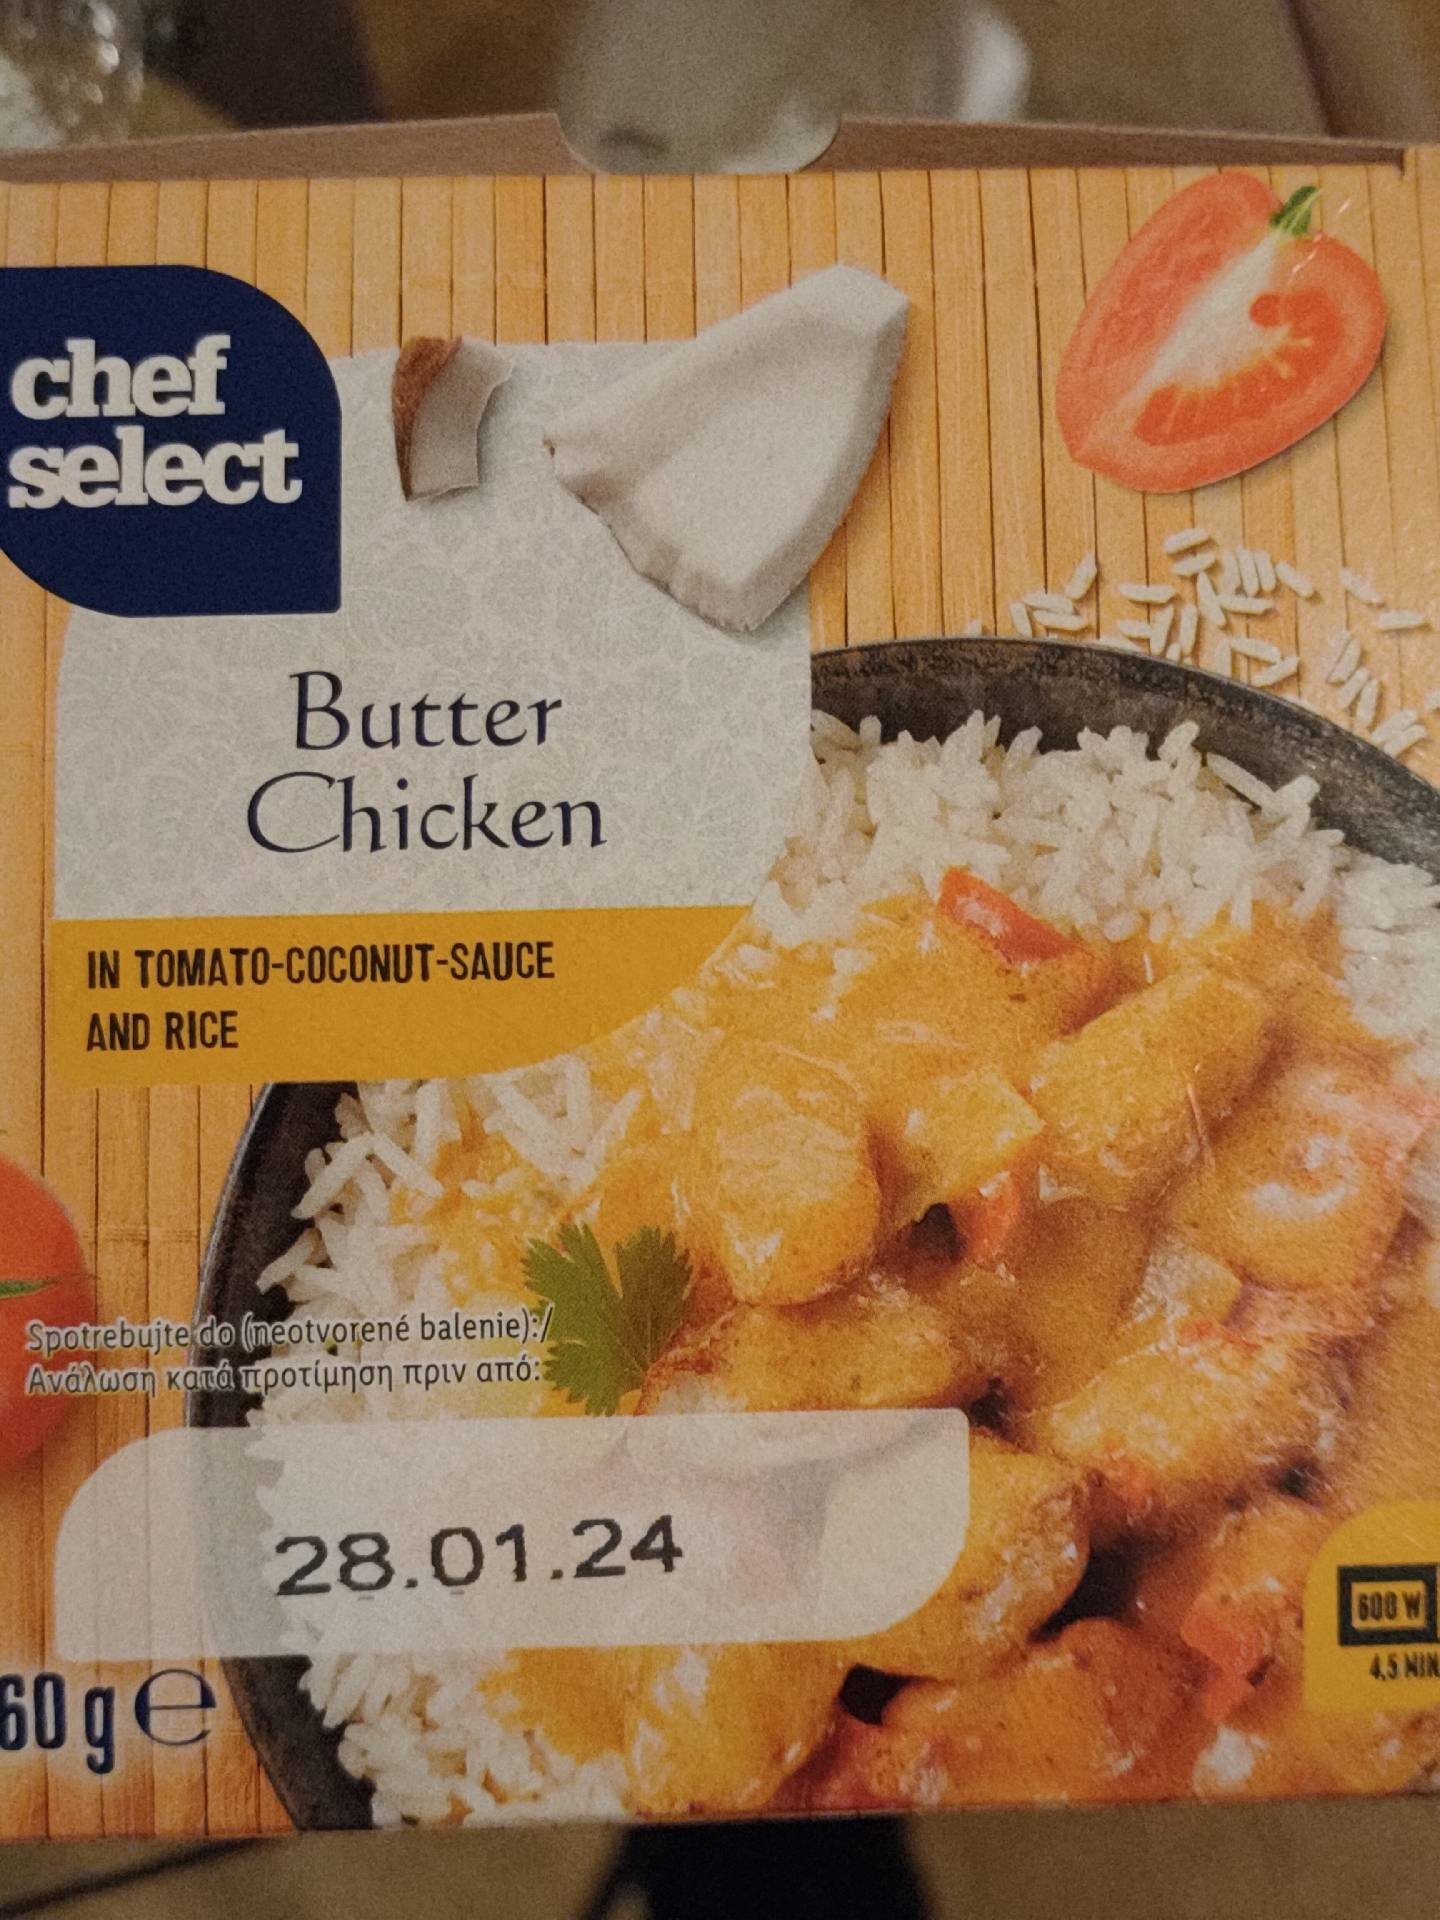 chef
select
Butter
Chicken
IN TOMATO-COCONUT-SAUCE
AND RICE
Spotrebujte do (neotvorené balenie):/
Ανάλωση κατά προτίμηση πριν από:
28.01.24
600 W
4,5 MIN
60 g e